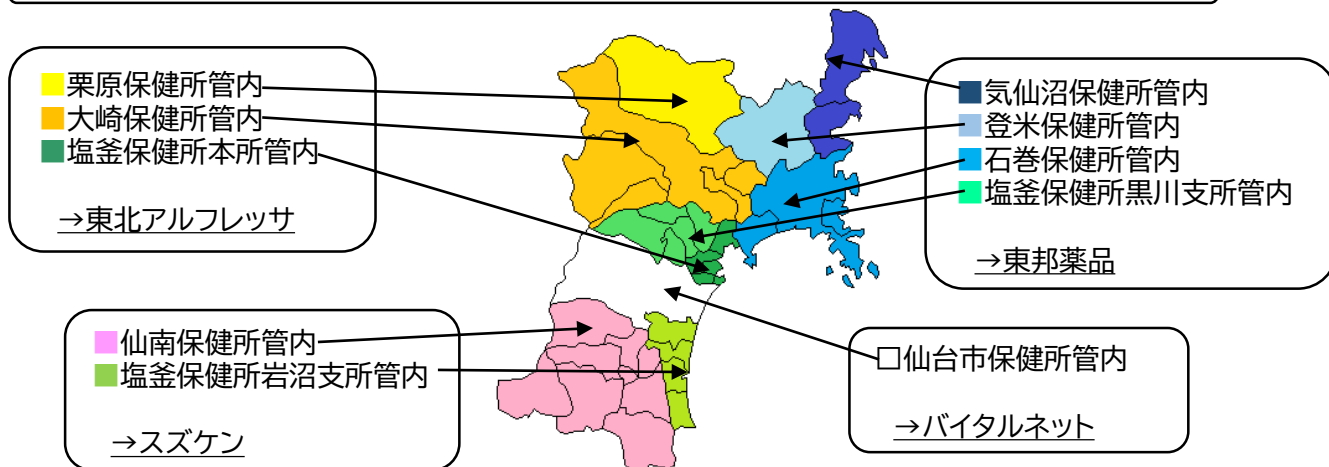 ■栗原保健所管内
■大崎保健所管内
■塩釜保健所本所管内
→東北アルフレッサ
■気仙沼保健所管内
■登米保健所管内
■石巻保健所管内
■塩釜保健所黒川支所管内
→東邦薬品
■仙南保健所管内
■塩釜保健所岩沼支所管内
→スズケン
□仙台市保健所管内
→バイタルネット